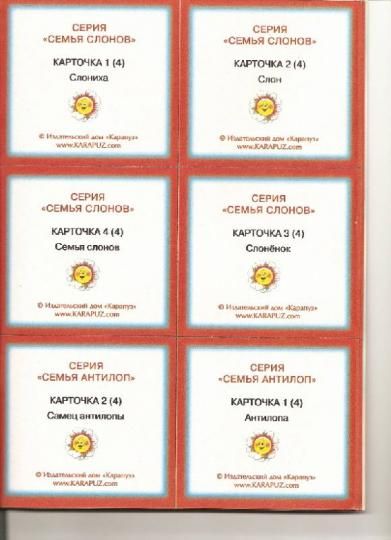 СЕРИЯ
«СЕМЬЯ СЛОНОВ»
КАРТОЧКА 1 (4)
Слониха
© Издательский дом «Карапуз»
www.KARAPUZ.com
СЕРИЯ
«СЕМЬЯ СЛОНОВ»
КАРТОЧКА 2 (4)
Слон
© Издательский дом «Карапуз»
www.KARAPUZ.com
СЕРИЯ
«СЕМЬЯ СЛОНОВ»
КАРТОЧКА 4 (4)
Семья слонов
© Издательский дом «Карапуз»
www.KARAPUZ.com
СЕРИЯ
«СЕМЬЯ СЛОНОВ»
КАРТОЧКА 3 (4)
Слонёнок
© Издательский дом «Карапуз»
www.KARAPUZ.com
СЕРИЯ
«СЕМЬЯ АНТИЛОП»
КАРТОЧКА 2 (4)
Самец антилопы
© Издательский дом «Карапуз»
www.KARAPUZ.com
СЕРИЯ
«СЕМЬЯ АНТИЛОП»
КАРТОЧКА 1 (4)
Антилопа
© Издательский дом «Карапуз»
www.KARAPUZ.com